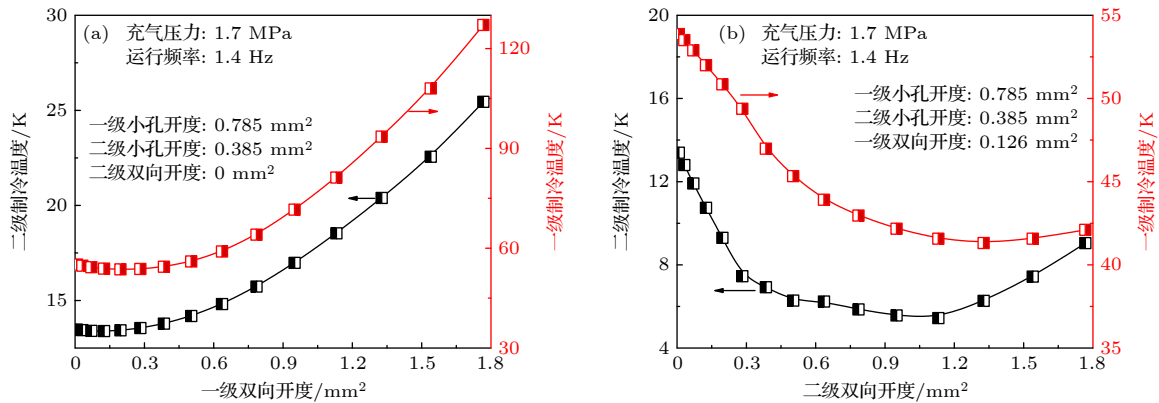 (a)
充气压力: 1.7 MPa
运行频率: 1.4 Hz
一级小孔开度: 0.785 mm²
二级小孔开度: 0.385 mm²
二级双向开度: 0 mm²
30
25
20
15
二级制冷温度/K
120
90
60
30
一级制冷温度/K
0 0.3 0.6 0.9 1.2 1.5 1.8
一级双向开度/mm²
(b)
充气压力: 1.7 MPa
运行频率: 1.4 Hz
一级小孔开度: 0.785 mm²
二级小孔开度: 0.385 mm²
一级双向开度: 0.126 mm²
20
16
12
8
4
二级制冷温度/K
55
50
45
40
35
一级制冷温度/K
0 0.3 0.6 0.9 1.2 1.5 1.8
二级双向开度/mm²